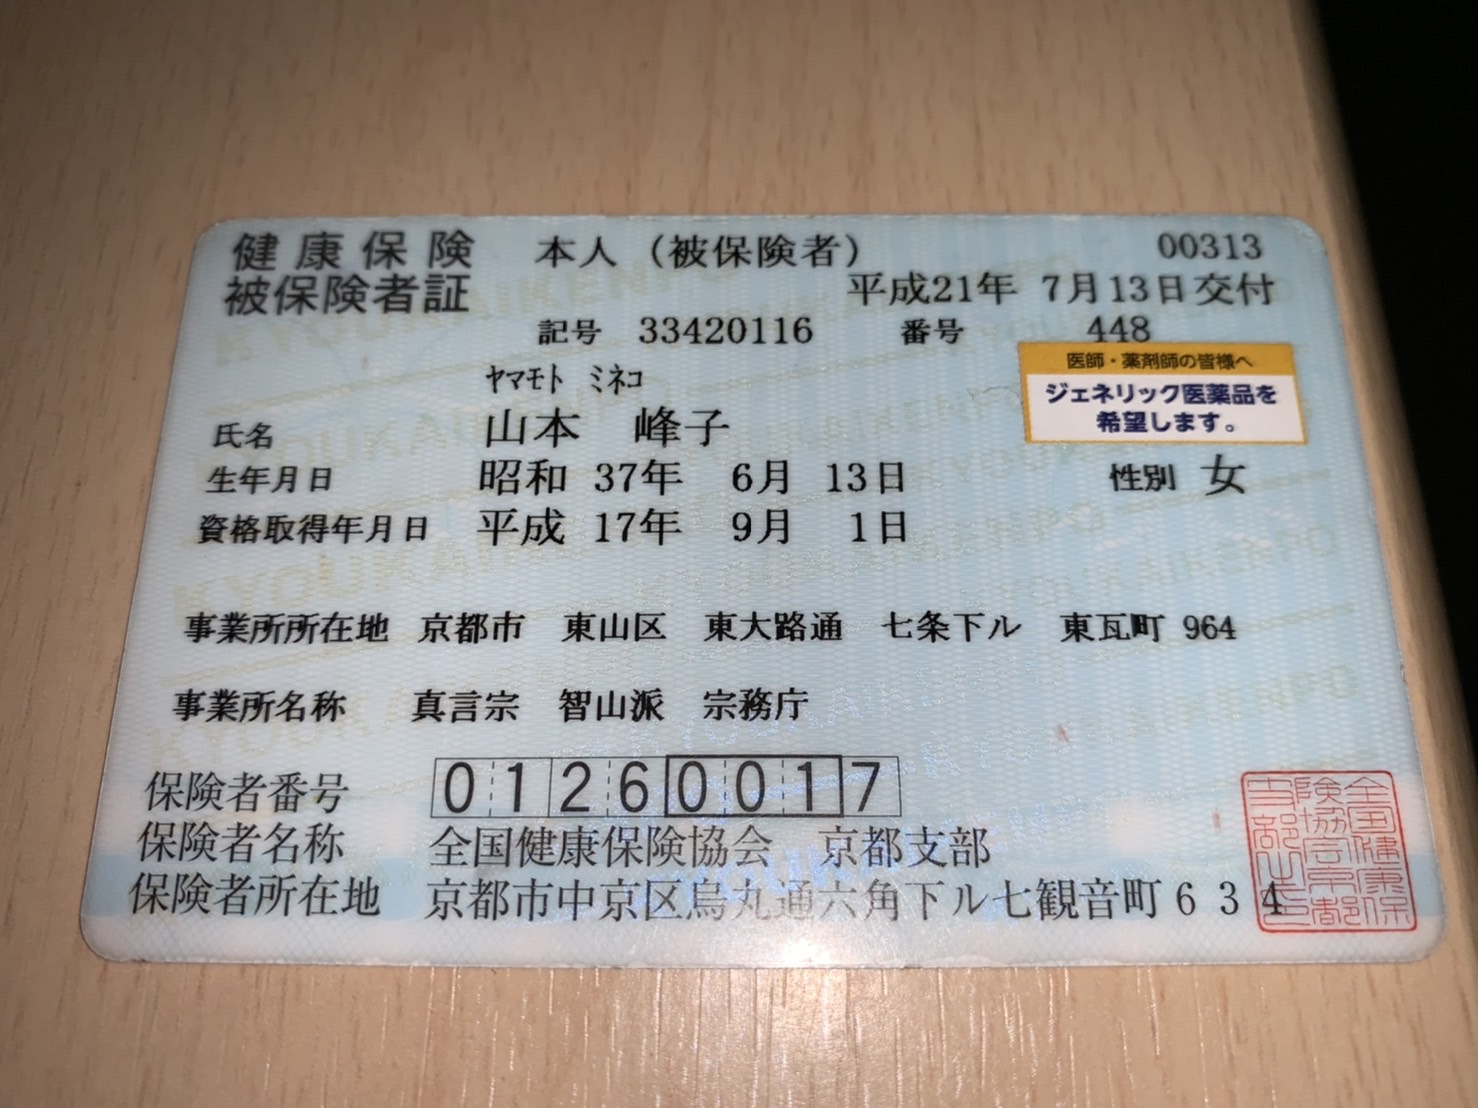 健康保険 本人（被保険者） 00313
被保険者証 平成21年 7月13日交付
記号 33420116 番号 448
医師・薬剤師の皆様へ
ジェネリック医薬品を
希望します。
ヤマモト ミネコ
氏名 山本 峰子
生年月日 昭和 37年 6月 13日 性別 女
資格取得年月日 平成 17年 9月 1日
事業所所在地 京都市 東山区 東大路通 七条下ル 東瓦町 964
事業所名称 真言宗 智山派 宗務庁
保険者番号 01260017
保険者名称 全国健康保険協会 京都支部
保険者所在地 京都市中京区烏丸通六角下ル七観音町６３４